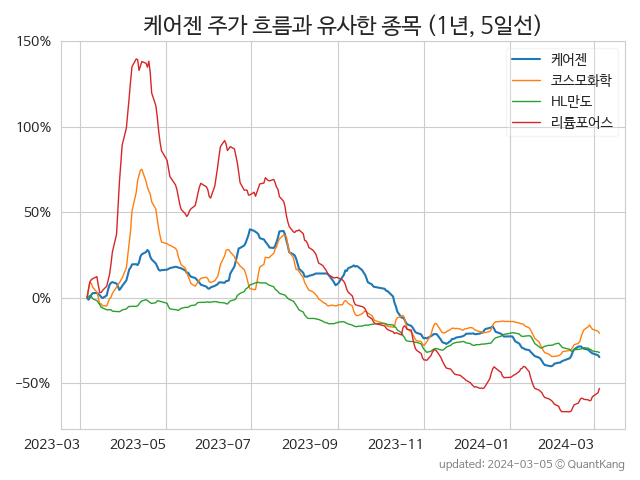 케어젠 주가 흐름과 유사한 종목 (1년, 5일선)
150%
100%
50%
0%
−50%
케어젠
코스모화학
HL만도
리튬포어스
2023−03
2023−05
2023−07
2023−09
2023−11
2024−01
2024−03
updated: 2024−03−05 © QuantKang